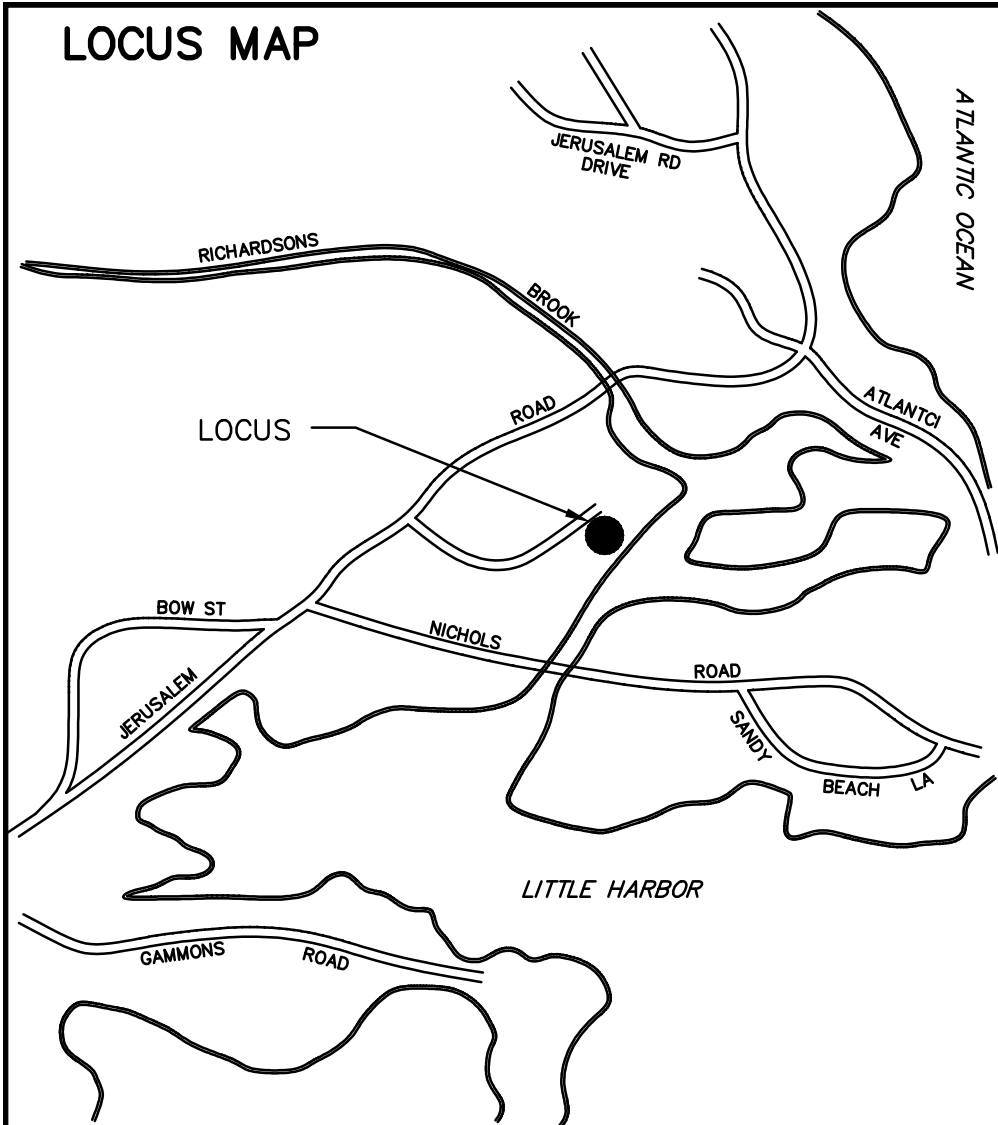 LOCUS MAP
ATLANTIC OCEAN
JERUSALEM RD
DRIVE
RICHARDSONS
BROOK
ROAD
ATLANTCI
AVE
LOCUS
BOW ST
NICHOLS
ROAD
JERUSALEM
SANDY
BEACH
LA
LITTLE HARBOR
GAMMONS
ROAD